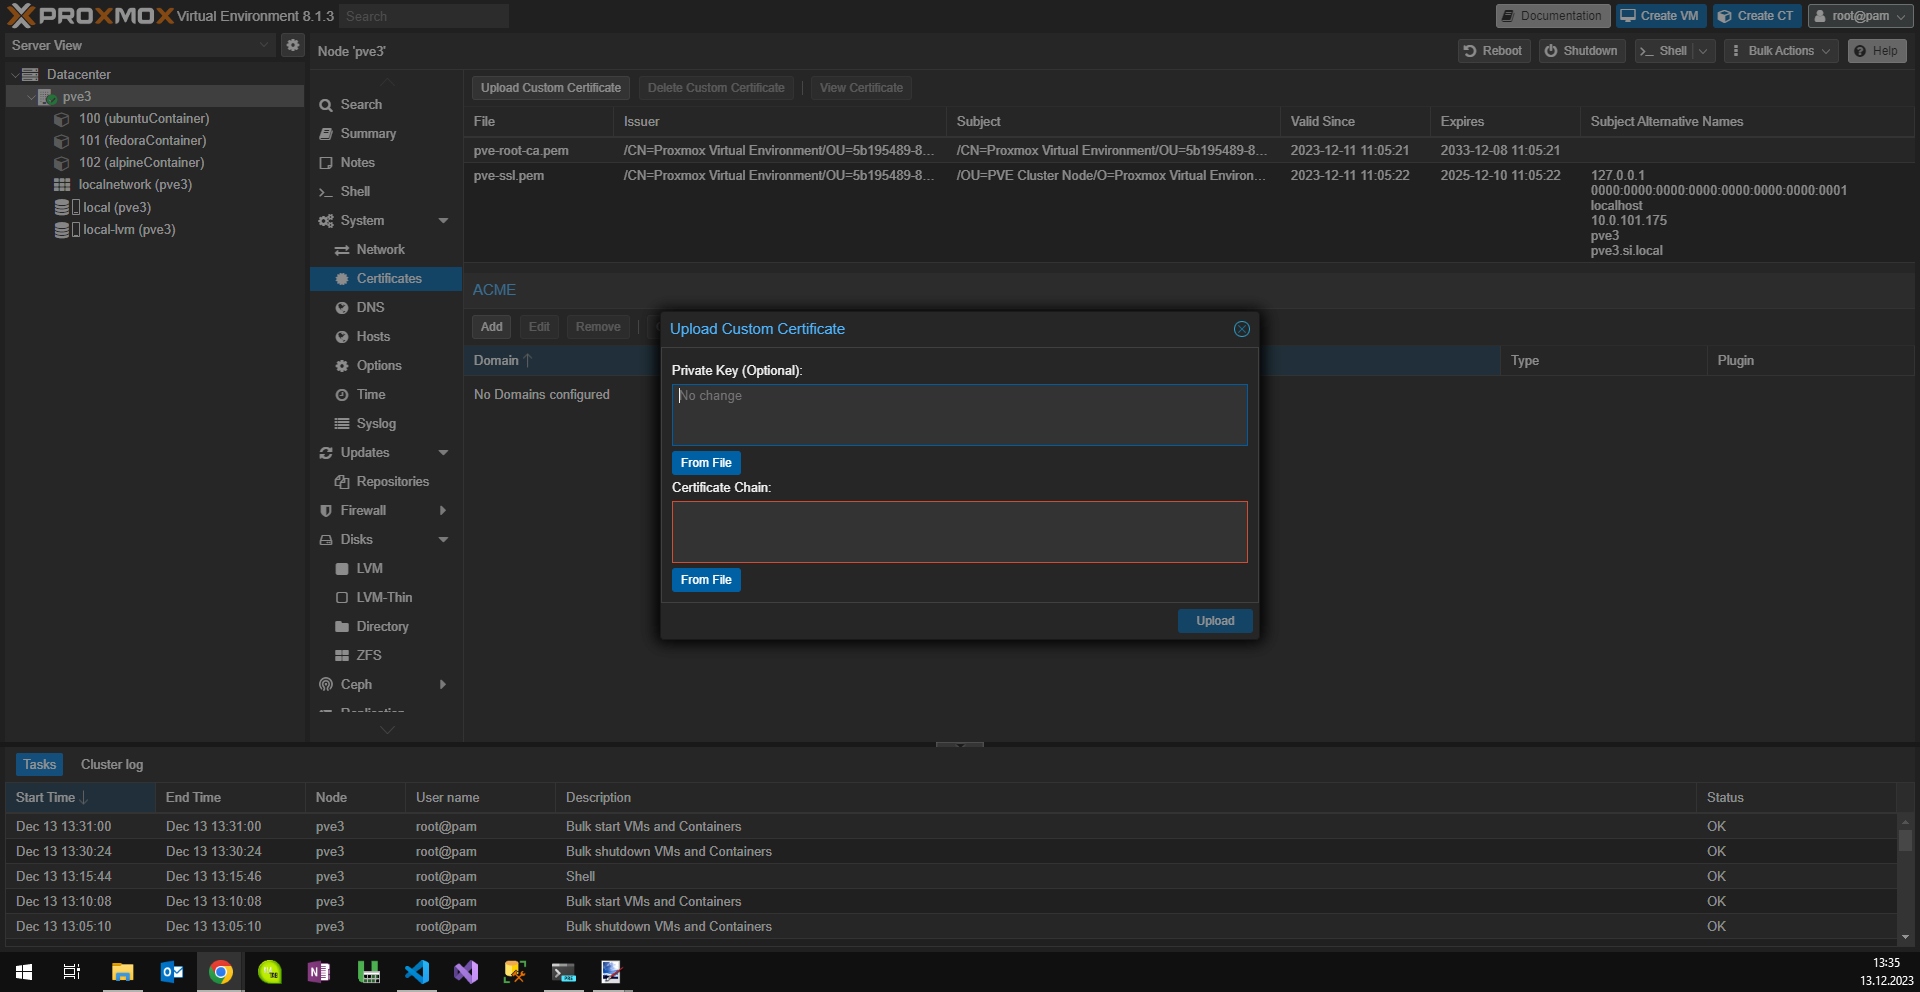 PROXMOX Virtual Environment 8.1.3 Search Documentation Create VM Create CT root@pam
Server View
Node 'pve3' Reboot Shutdown Shell Bulk Actions Help
Datacenter
pve3
100 (ubuntuContainer)
101 (fedoraContainer)
102 (alpineContainer)
localnetwork (pve3)
local (pve3)
local-lvm (pve3)
Search
Summary
Notes
Shell
System
Network
Certificates
DNS
Hosts
Options
Time
Syslog
Updates
Repositories
Firewall
Disks
LVM
LVM-Thin
Directory
ZFS
Ceph
Replication
Upload Custom Certificate Delete Custom Certificate View Certificate
File Issuer Subject Valid Since Expires Subject Alternative Names
pve-root-ca.pem /CN=Proxmox Virtual Environment/OU=5b195489-8... /CN=Proxmox Virtual Environment/OU=5b195489-8... 2023-12-11 11:05:21 2033-12-08 11:05:21
pve-ssl.pem /CN=Proxmox Virtual Environment/OU=5b195489-8... /OU=PVE Cluster Node/O=Proxmox Virtual Environ... 2023-12-11 11:05:22 2025-12-10 11:05:22 127.0.0.1
0000:0000:0000:0000:0000:0000:0000:0001
localhost
10.0.101.175
pve3
pve3.si.local
ACME
Add Edit Remove
Domain Type Plugin
No Domains configured
Upload Custom Certificate
Private Key (Optional):
No change
From File
Certificate Chain:
From File
Upload
Tasks Cluster log
Start Time End Time Node User name Description Status
Dec 13 13:31:00 Dec 13 13:31:00 pve3 root@pam Bulk start VMs and Containers OK
Dec 13 13:30:24 Dec 13 13:30:24 pve3 root@pam Bulk shutdown VMs and Containers OK
Dec 13 13:15:44 Dec 13 13:15:46 pve3 root@pam Shell OK
Dec 13 13:10:08 Dec 13 13:10:08 pve3 root@pam Bulk start VMs and Containers OK
Dec 13 13:05:10 Dec 13 13:05:10 pve3 root@pam Bulk shutdown VMs and Containers OK
13:35
13.12.2023